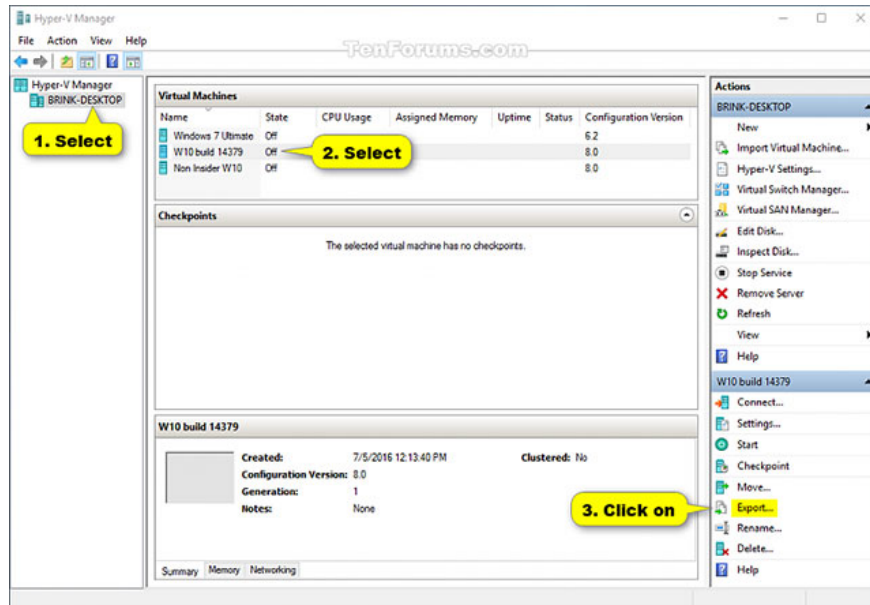 Hyper-V Manager
File Action View Help
TenForums.com
Hyper-V Manager
BRINK-DESKTOP
1. Select
Virtual Machines
Name State CPU Usage Assigned Memory Uptime Status Configuration Version
Windows 7 Ultimate Off 6.2
W10 build 14379 Off 8.0
Non Insider W10 Off 8.0
2. Select
Checkpoints
The selected virtual machine has no checkpoints.
W10 build 14379
Created: 7/5/2016 12:13:40 PM Clustered: No
Configuration Version: 8.0
Generation: 1
Notes: None
Summary Memory Networking
Actions
BRINK-DESKTOP
New
Import Virtual Machine...
Hyper-V Settings...
Virtual Switch Manager...
Virtual SAN Manager...
Edit Disk...
Inspect Disk...
Stop Service
Remove Server
Refresh
View
Help
W10 build 14379
Connect...
Settings...
Start
Checkpoint
Move...
3. Click on
Export...
Rename...
Delete...
Help